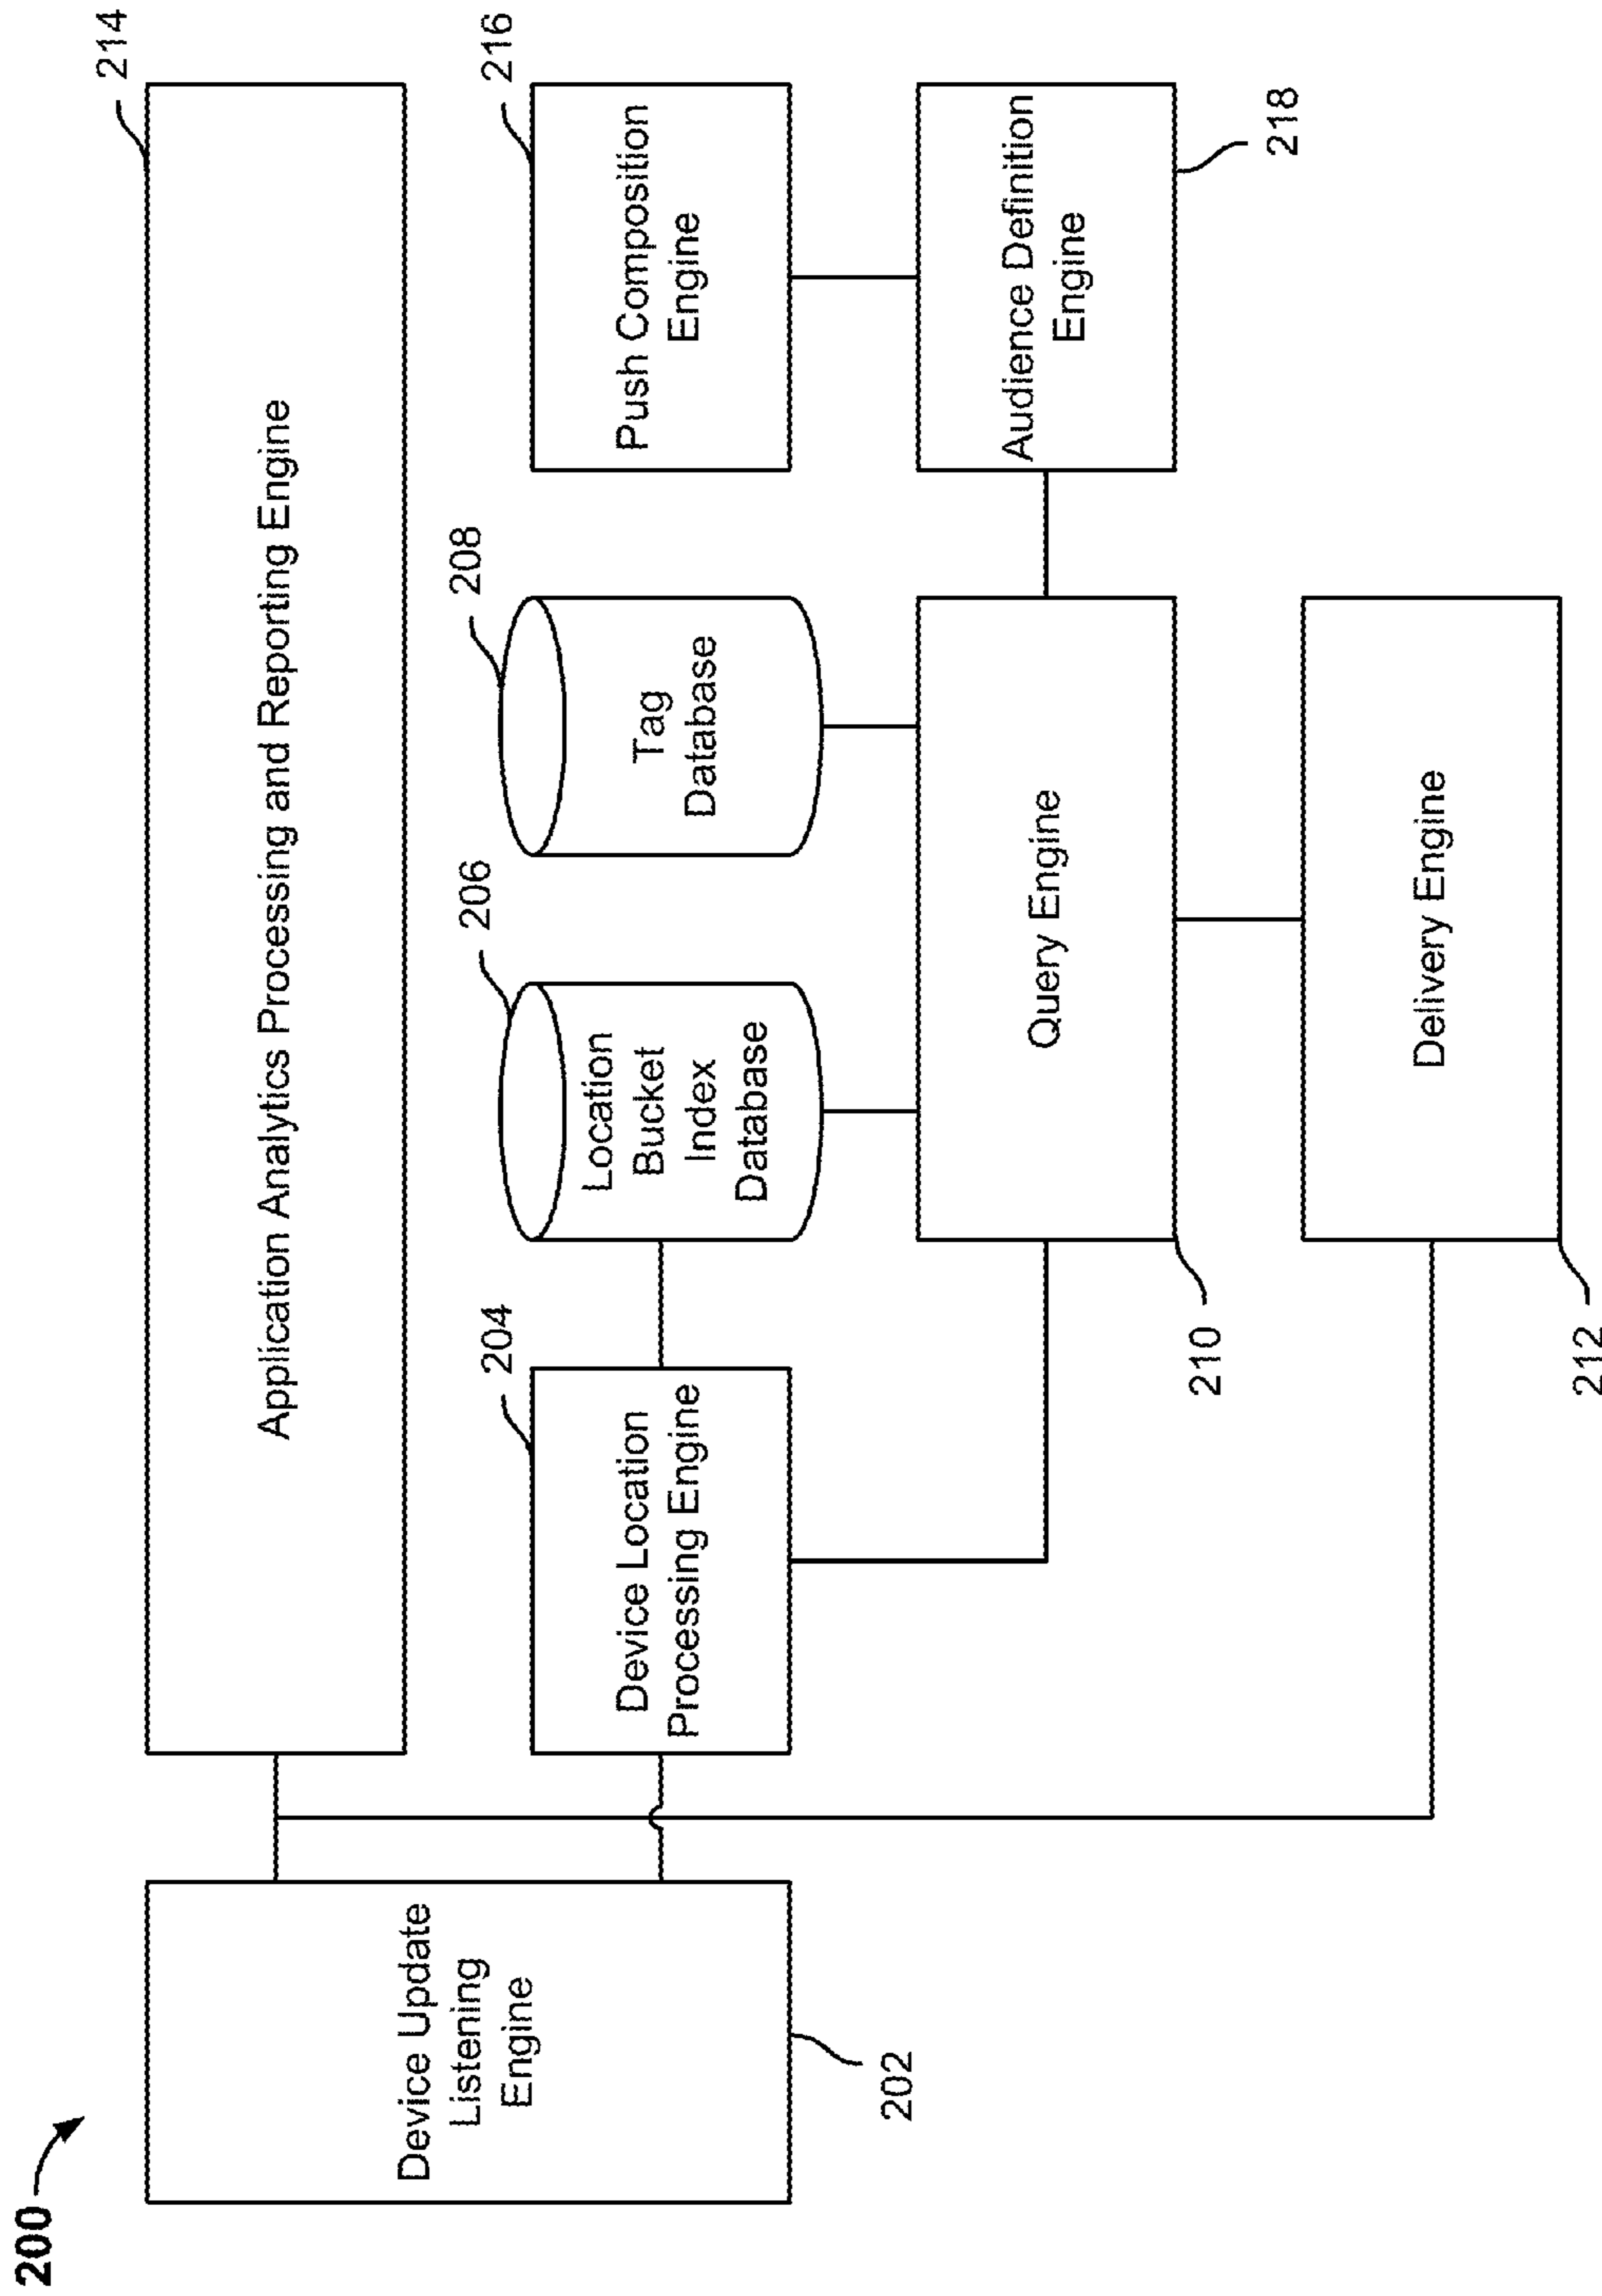 200
214
Application Analytics Processing and Reporting Engine
Device Update
Listening
Engine
202
204
Device Location
Processing Engine
206
Location
Bucket
Index
Database
208
Tag
Database
216
Push Composition
Engine
Query Engine
210
Audience Definition
Engine
218
Delivery Engine
212